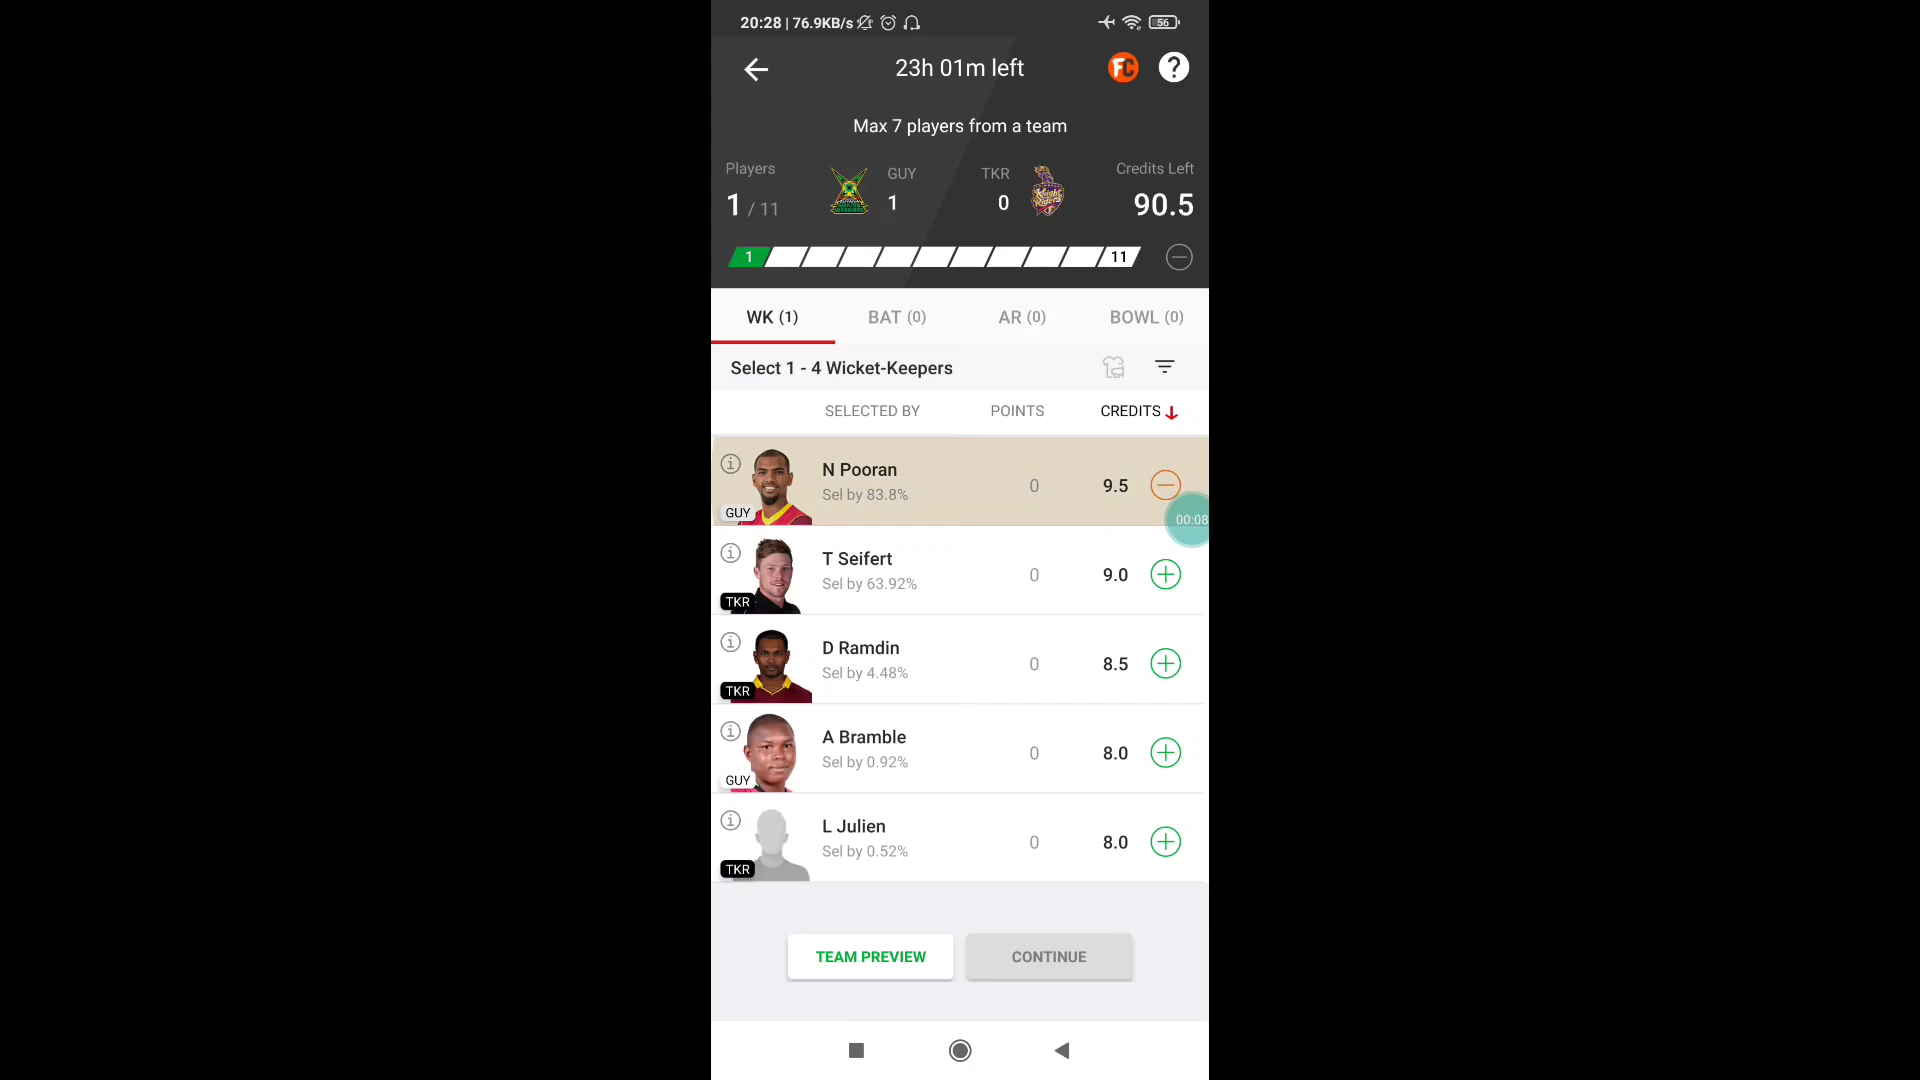 20:28 | 76.9KB/s
56
23h 01m left
FC
?
Max 7 players from a team
Players
GUY
TKR
Credits Left
1 / 11
1
0
90.5
Knight Riders
1
11
WK (1)
BAT (0)
AR (0)
BOWL (0)
Select 1 - 4 Wicket-Keepers
SELECTED BY
POINTS
CREDITS
N Pooran
Sel by 83.8%
0
9.5
GUY
00:08
T Seifert
Sel by 63.92%
0
9.0
TKR
D Ramdin
Sel by 4.48%
0
8.5
TKR
A Bramble
Sel by 0.92%
0
8.0
GUY
L Julien
Sel by 0.52%
0
8.0
TKR
TEAM PREVIEW
CONTINUE